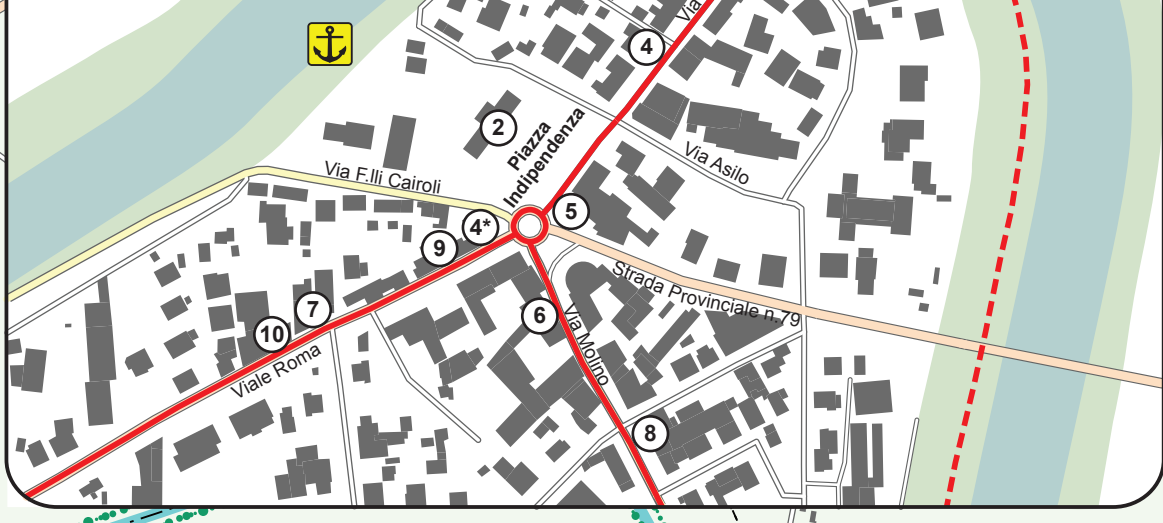 Via
4
2
Piazza
Indipendenza
Via Asilo
Via F.lli Cairoli
5
4*
9
Strada Provinciale n.79
7
6
10
Via Molino
Viale Roma
8